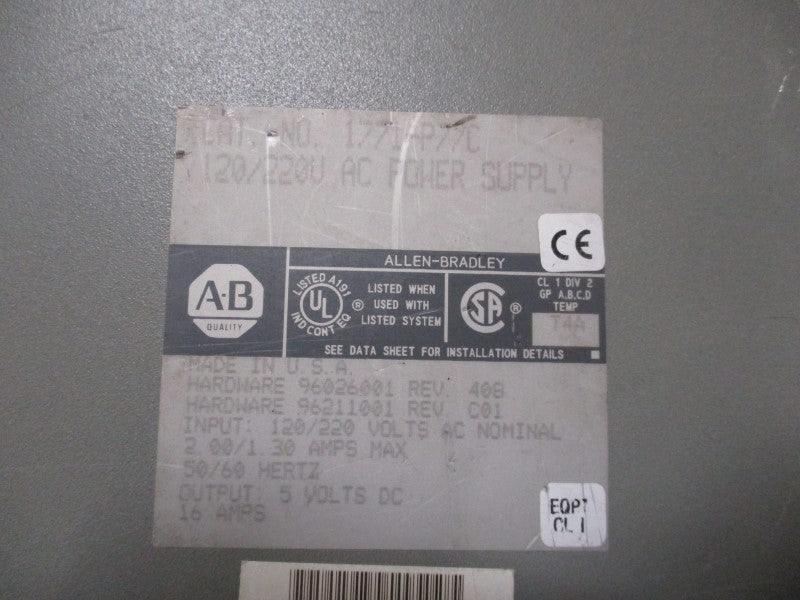 CAT. NO. 1771-P7/C
120/220V AC POWER SUPPLY
CE
ALLEN-BRADLEY
A-B
QUALITY
LISTED A191
UL
IND CONT EQ
®
LISTED WHEN
USED WITH
LISTED SYSTEM
SA
®
CL 1 DIV 2
GP A,B,C,D
TEMP
T4A
SEE DATA SHEET FOR INSTALLATION DETAILS
MADE IN U.S.A.
HARDWARE 96026001 REV. 40B
HARDWARE 96211001 REV. C01
INPUT: 120/220 VOLTS AC NOMINAL
2.00/1.30 AMPS MAX
50/60 HERTZ
OUTPUT: 5 VOLTS DC
16 AMPS
EQPT
CL I